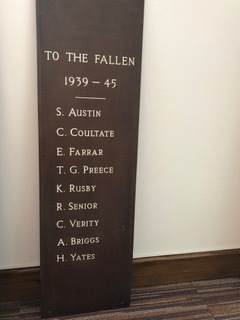 TO THE FALLEN
1939 – 45
S. AUSTIN
C. COULTATE
E. FARRAR
T. G. PREECE
K. RUSBY
R. SENIOR
C. VERITY
A. BRIGGS
H. YATES